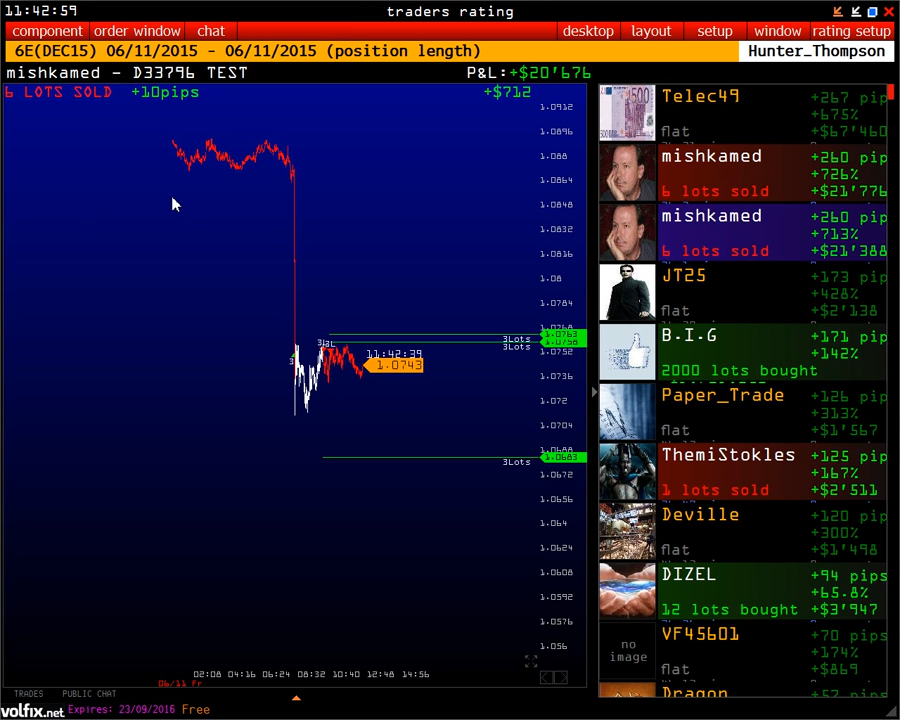 11:42:59
traders rating
component order window chat desktop layout setup window rating setup
6E(DEC15) 06/11/2015 - 06/11/2015 (position length)
Hunter_Thompson
mishkamed - D33796 TEST
P&L:+$20'676
6 LOTS SOLD +10pips +$712
1.0912
1.0896
1.088
1.0864
1.0848
1.0832
1.0816
1.08
1.0784
1.0768
1.0763
3Lots
1.0758
3Lots
1.0752
11:42:39
1.0743
1.0736
1.072
1.0704
1.0688
1.0683
3Lots
1.0672
1.0656
1.064
1.0624
1.0608
1.0592
1.0576
1.056
02:08 04:16 06:24 08:32 10:40 12:48 14:56
06/11 Fr
Telec49
+267 pip
+675%
flat
+$67'460
mishkamed
+260 pip
+726%
6 lots sold
+$21'776
mishkamed
+260 pip
+713%
6 lots sold
+$21'388
JT25
+173 pip
+428%
flat
+$2'138
B.I.G
+171 pip
+142%
2000 lots bought
Paper_Trade
+126 pip
+313%
flat
+$1'567
ThemiStokles
+125 pip
+167%
1 lots sold
+$2'511
Deville
+120 pip
+300%
flat
+$1'498
DIZEL
+94 pips
+65.8%
12 lots bought
+$3'947
no image
VF45601
+70 pips
+174%
flat
+$869
Dragon
+57 pips
TRADES PUBLIC CHAT
volfix.net Expires: 23/09/2016 Free